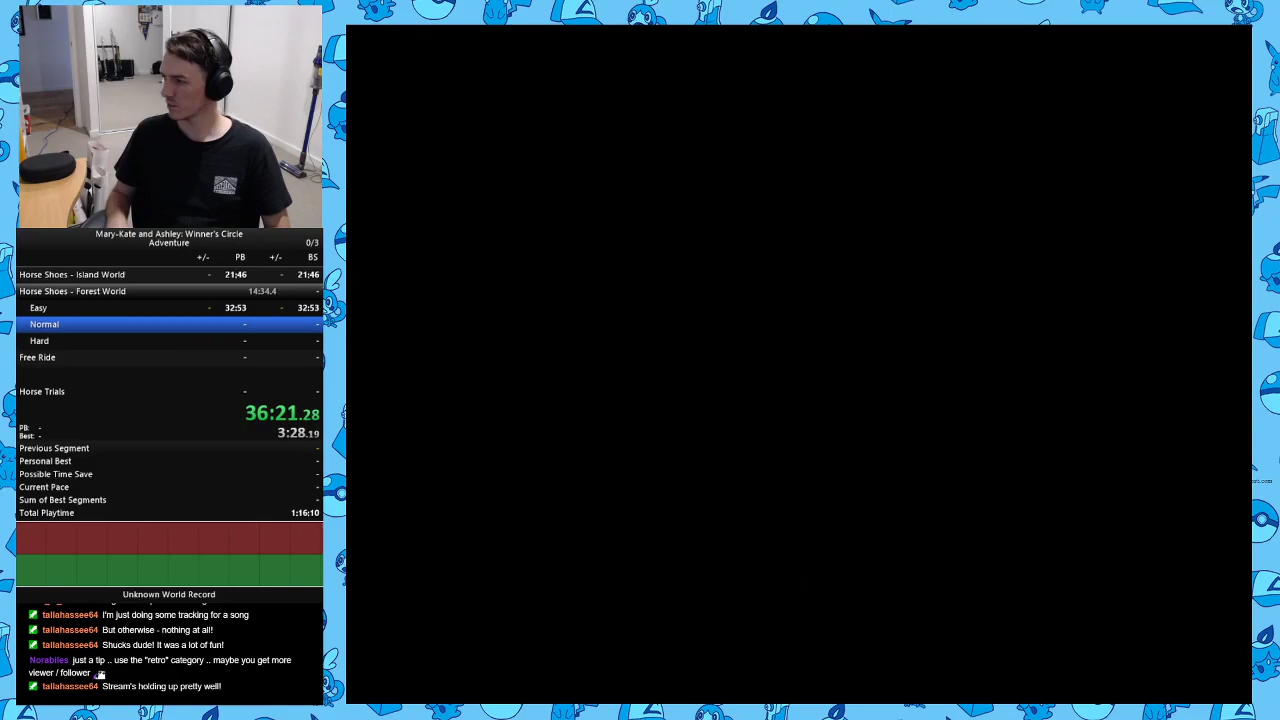 Mary-Kate and Ashley: Winner's Circle
Adventure 0/3
+/- PB +/- BS
Horse Shoes - Island World - 21:46 - 21:46
Horse Shoes - Forest World 14:34.4 -
Easy - 32:53 - 32:53
Normal - -
Hard - -
Free Ride - -
Horse Trials - -
36:21.28
PB: -
Best: - 3:28.19
Previous Segment -
Personal Best -
Possible Time Save -
Current Pace -
Sum of Best Segments -
Total Playtime 1:16:10
Unknown World Record
tallahassee64 I'm just doing some tracking for a song
tallahassee64 But otherwise - nothing at all!
tallahassee64 Shucks dude! It was a lot of fun!
Norabiles just a tip .. use the "retro" category .. maybe you get more
viewer / follower
tallahassee64 Stream's holding up pretty well!